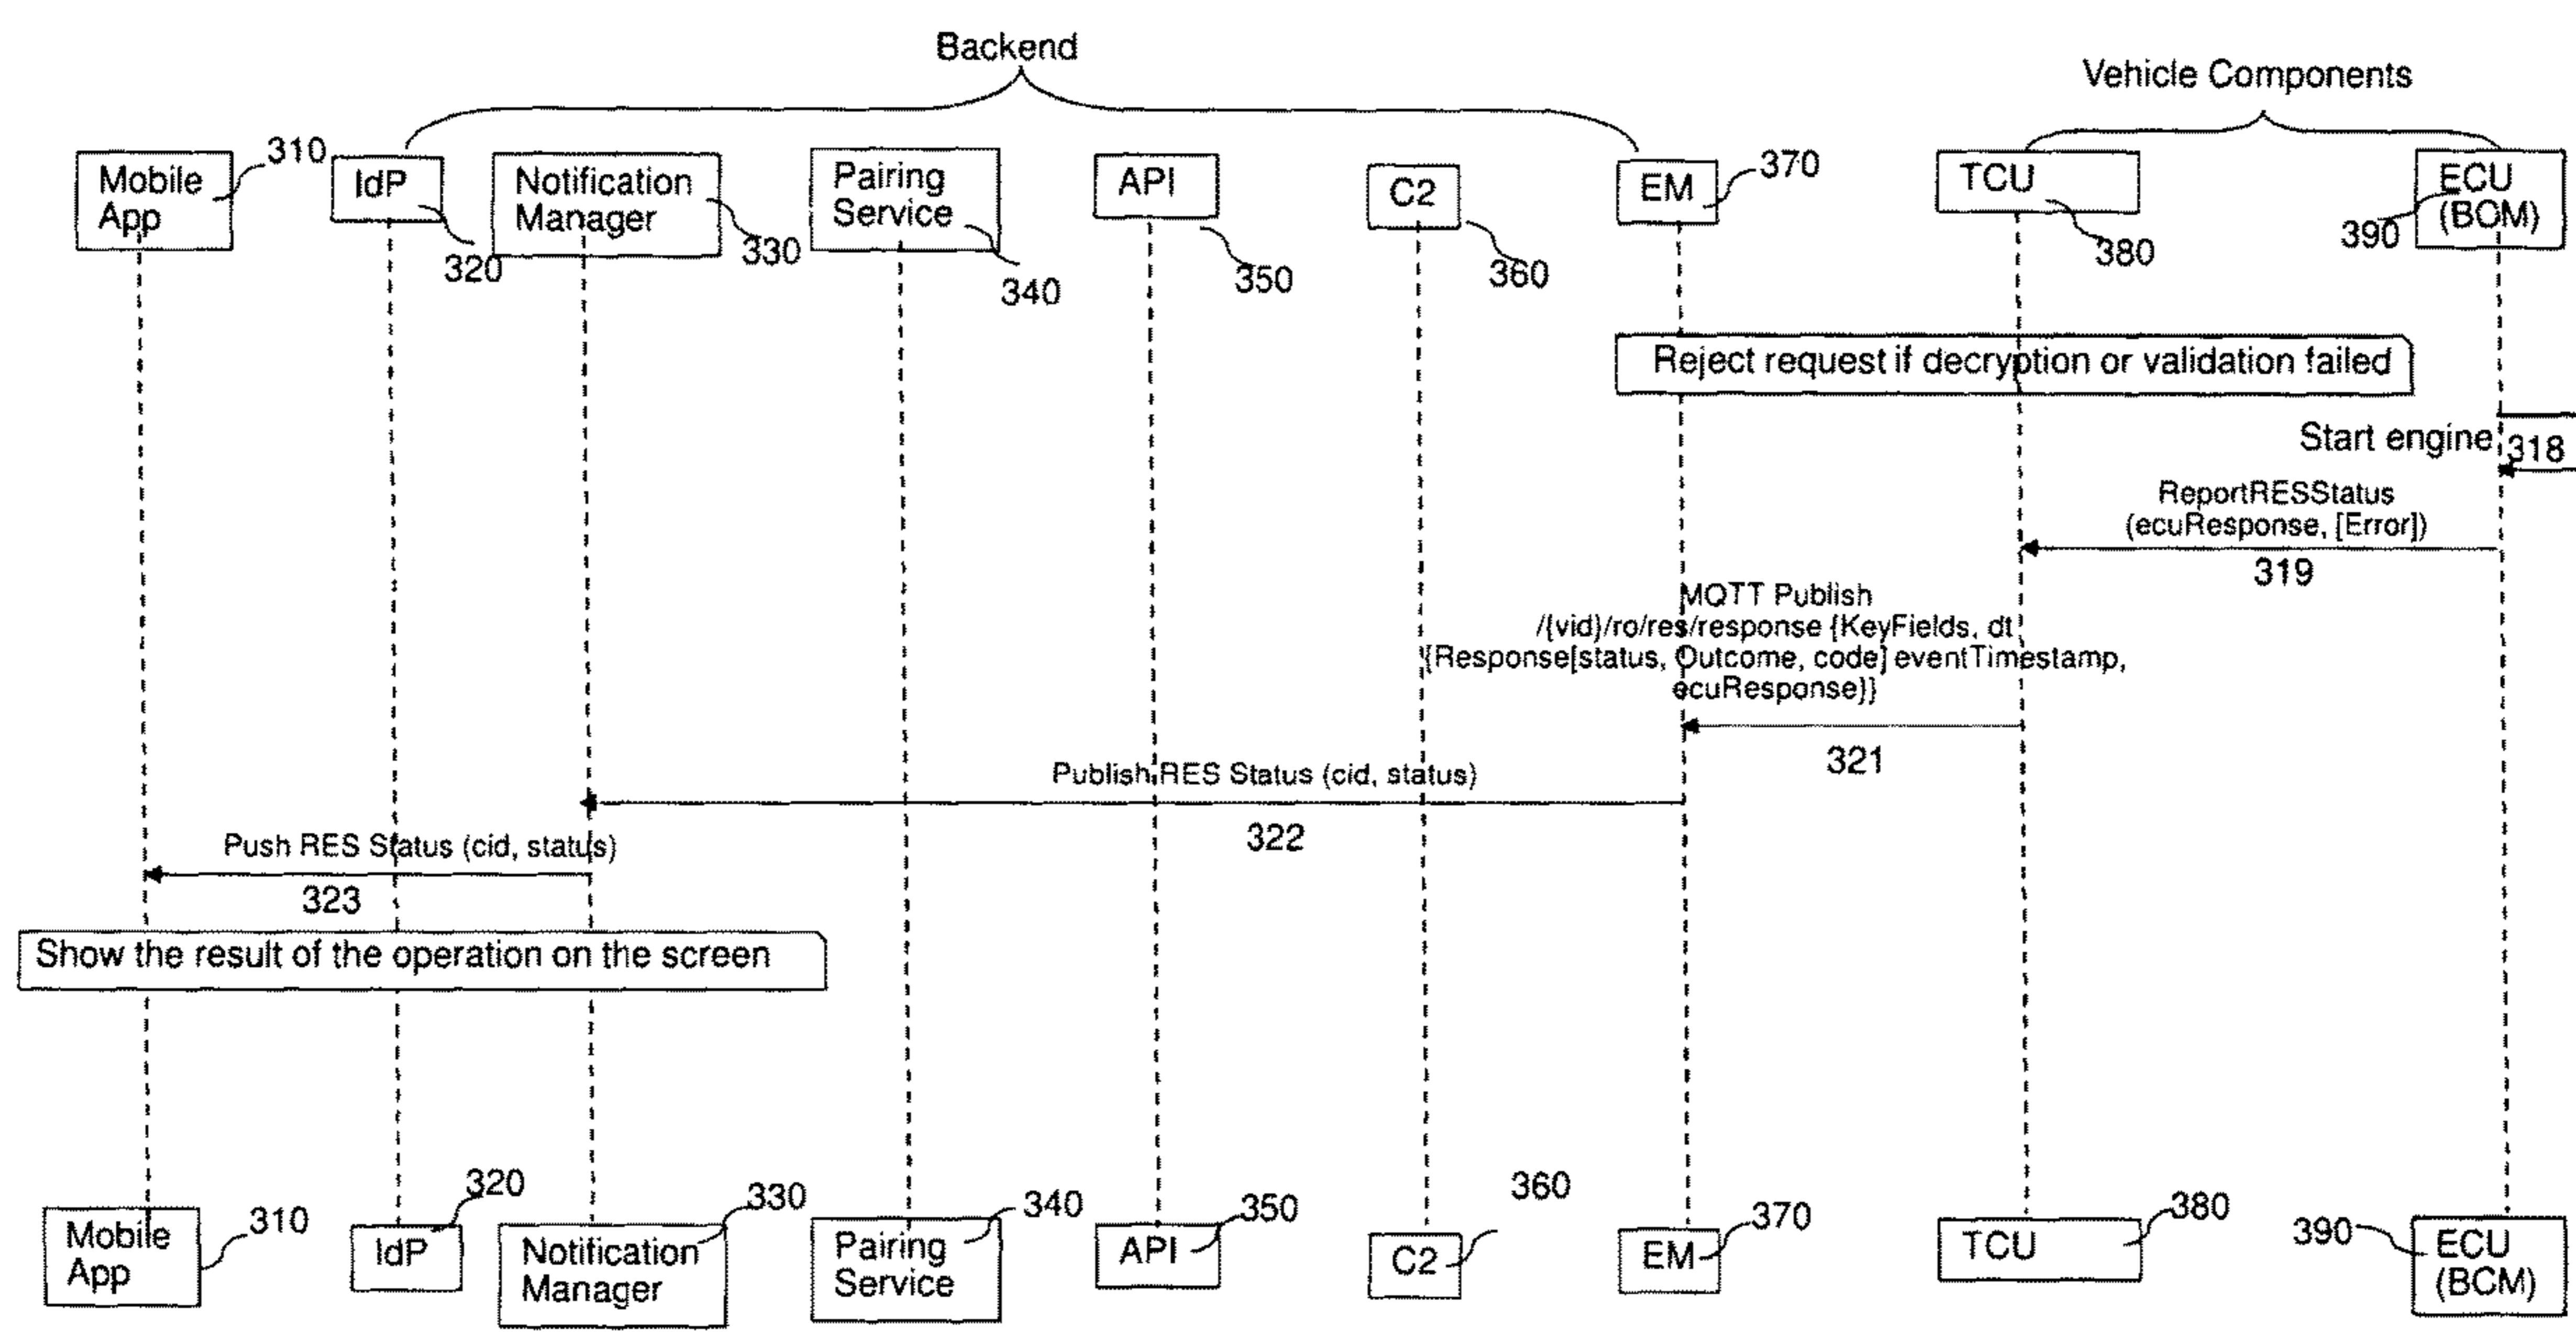 Backend
Vehicle Components
Mobile
App
310
IdP
320
Notification
Manager
330
Pairing
Service
340
API
350
C2
360
EM
370
TCU
380
390
ECU
(BOM)
Reject request if decryption or validation failed
Start engine
318
ReportRESStatus
(ecuResponse, [Error])
319
MQTT Publish
/{vid}/ro/res/response {KeyFields, dt
{Response[status, Outcome, code] eventTimestamp,
ecuResponse}}
321
Publish RES Status (cid, status)
322
Push RES Status (cid, status)
323
Show the result of the operation on the screen
Mobile
App
310
IdP
320
Notification
Manager
330
Pairing
Service
340
API
350
C2
360
EM
370
TCU
380
390
ECU
(BCM)